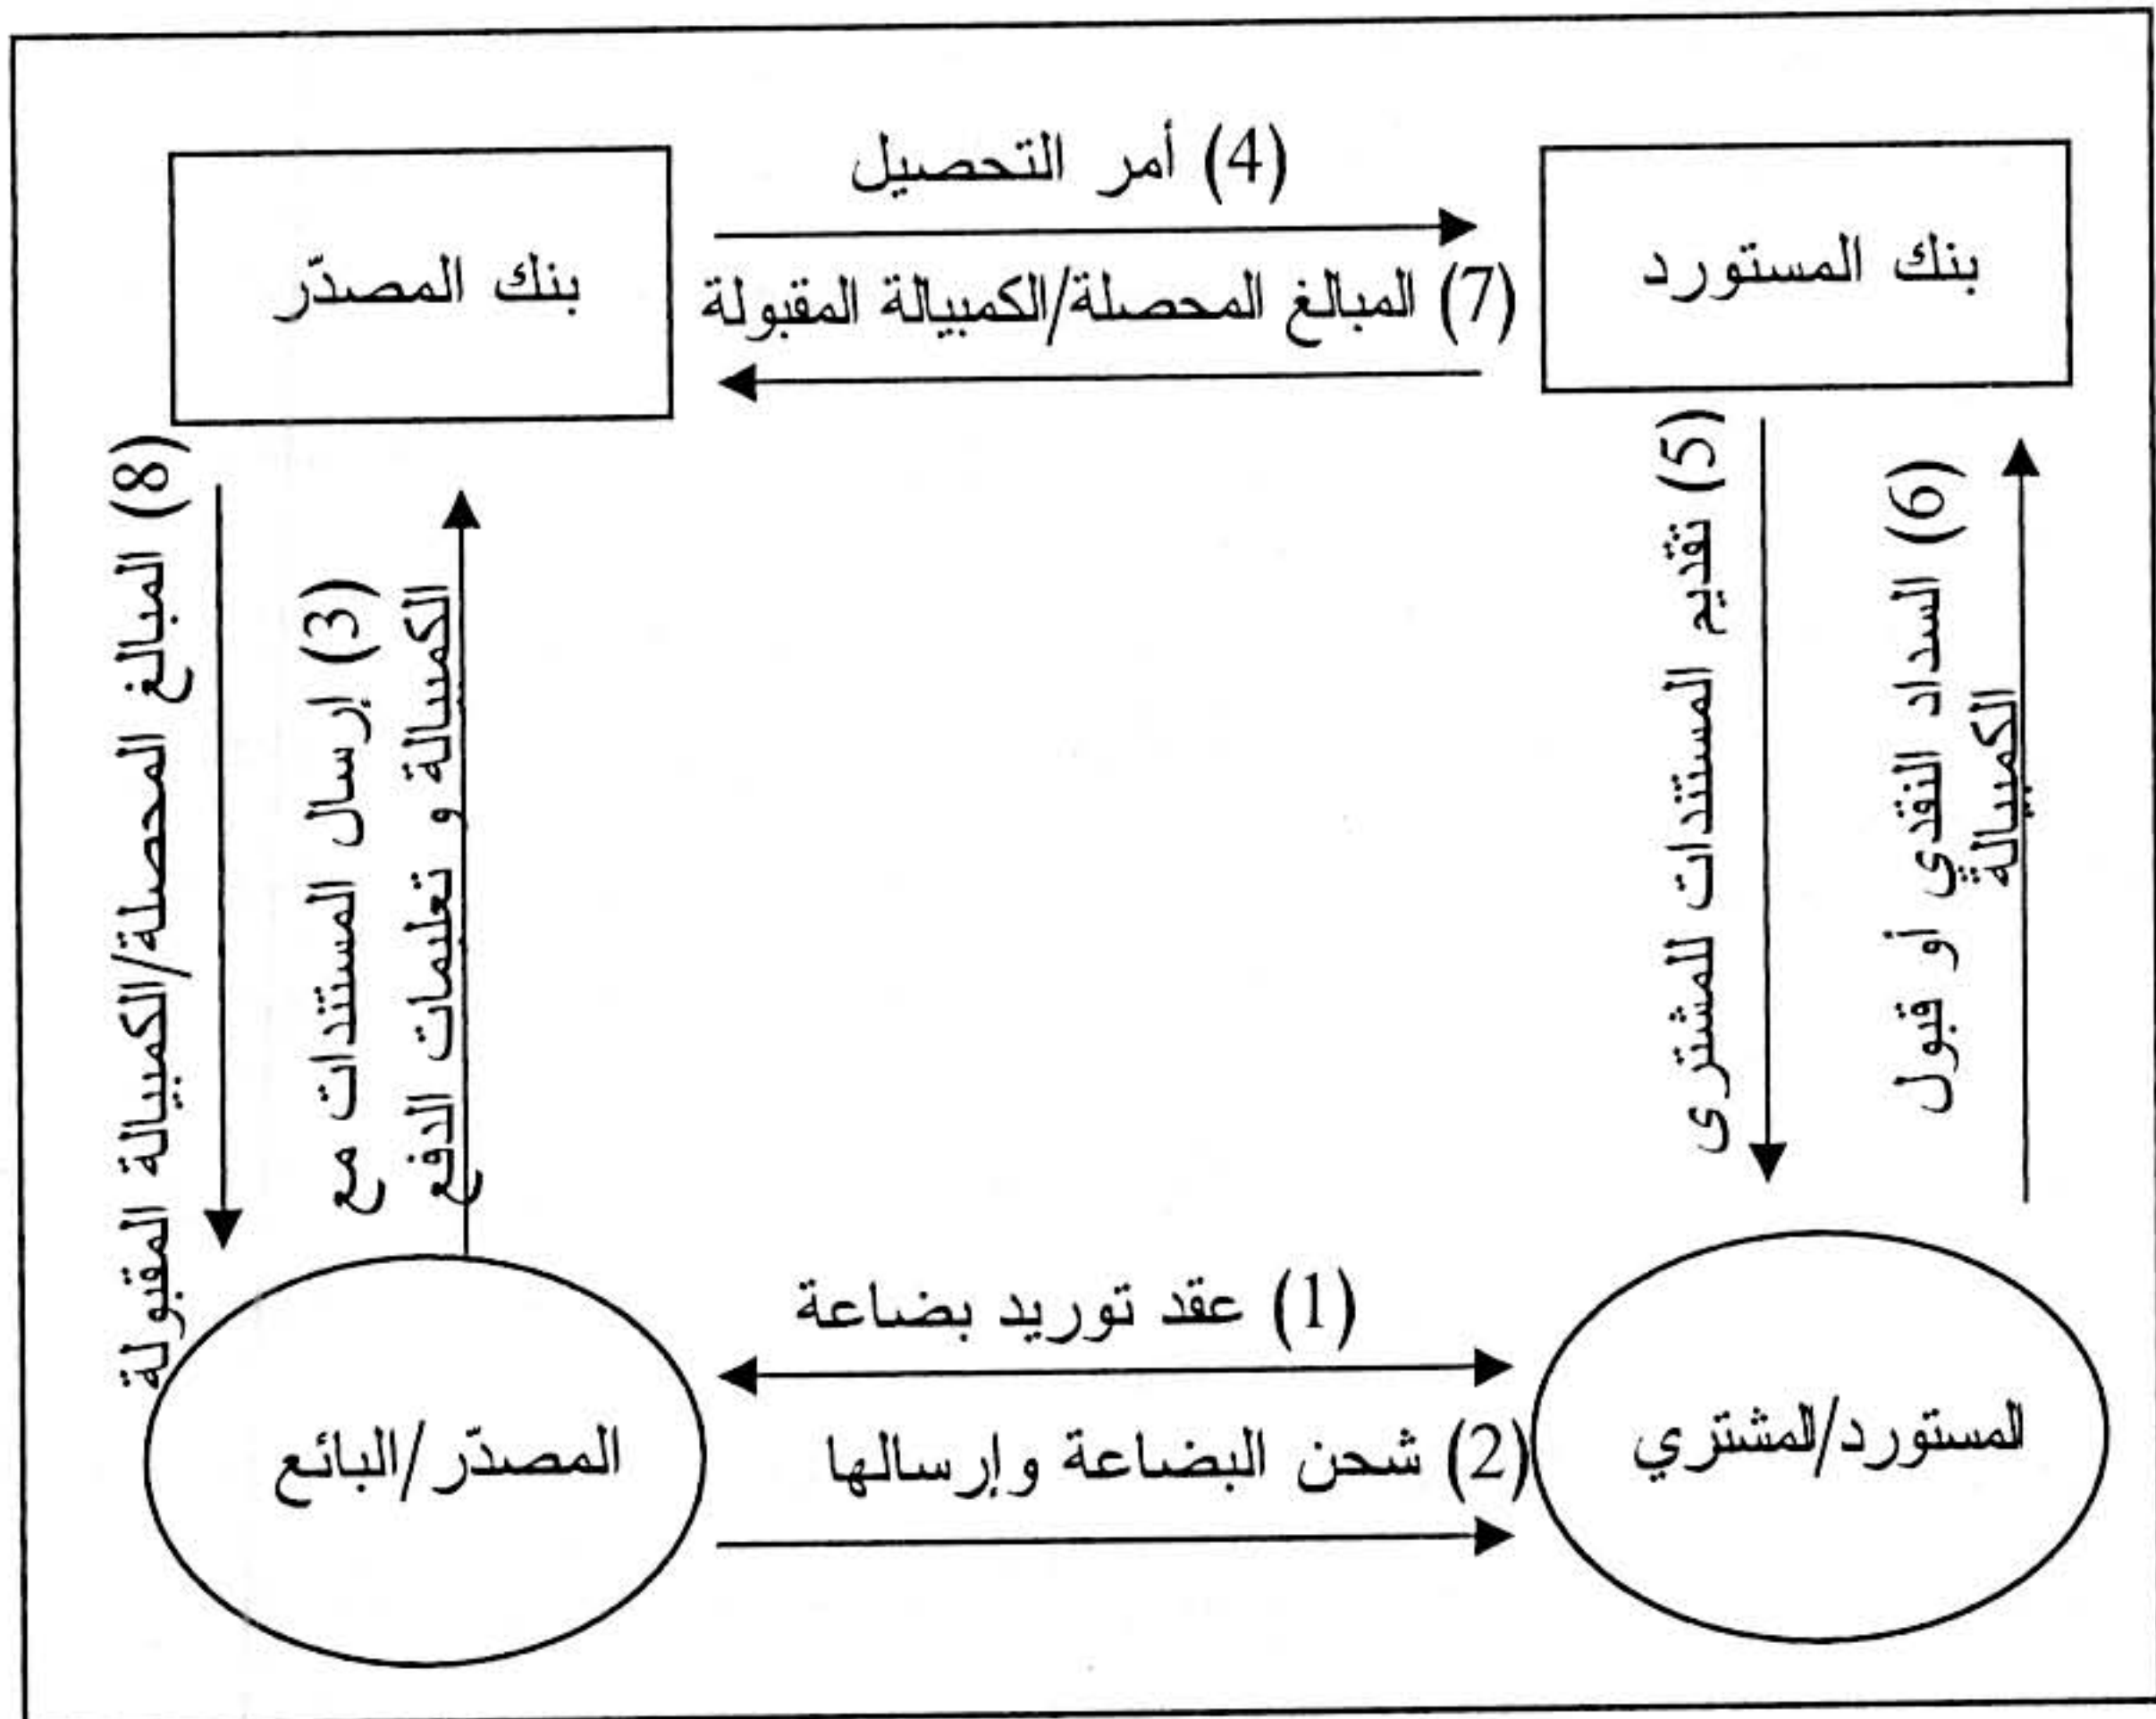 (4) أمر التحصيل
بنك المستورد
بنك المصدّر
(7) المبالغ المحصلة/الكمبيالة المقبولة
(5) تقديم المستندات للمشترى
(6) السداد النقدي أو قبول
الكمبيالة
(8) المبالغ المحصلة/الكمبيالة المقبولة
(3) إرسال المستندات مع
الكمبيالة و تعليمات الدفع
(1) عقد توريد بضاعة
المستورد/المشتري
(2) شحن البضاعة وإرسالها
المصدّر/البائع